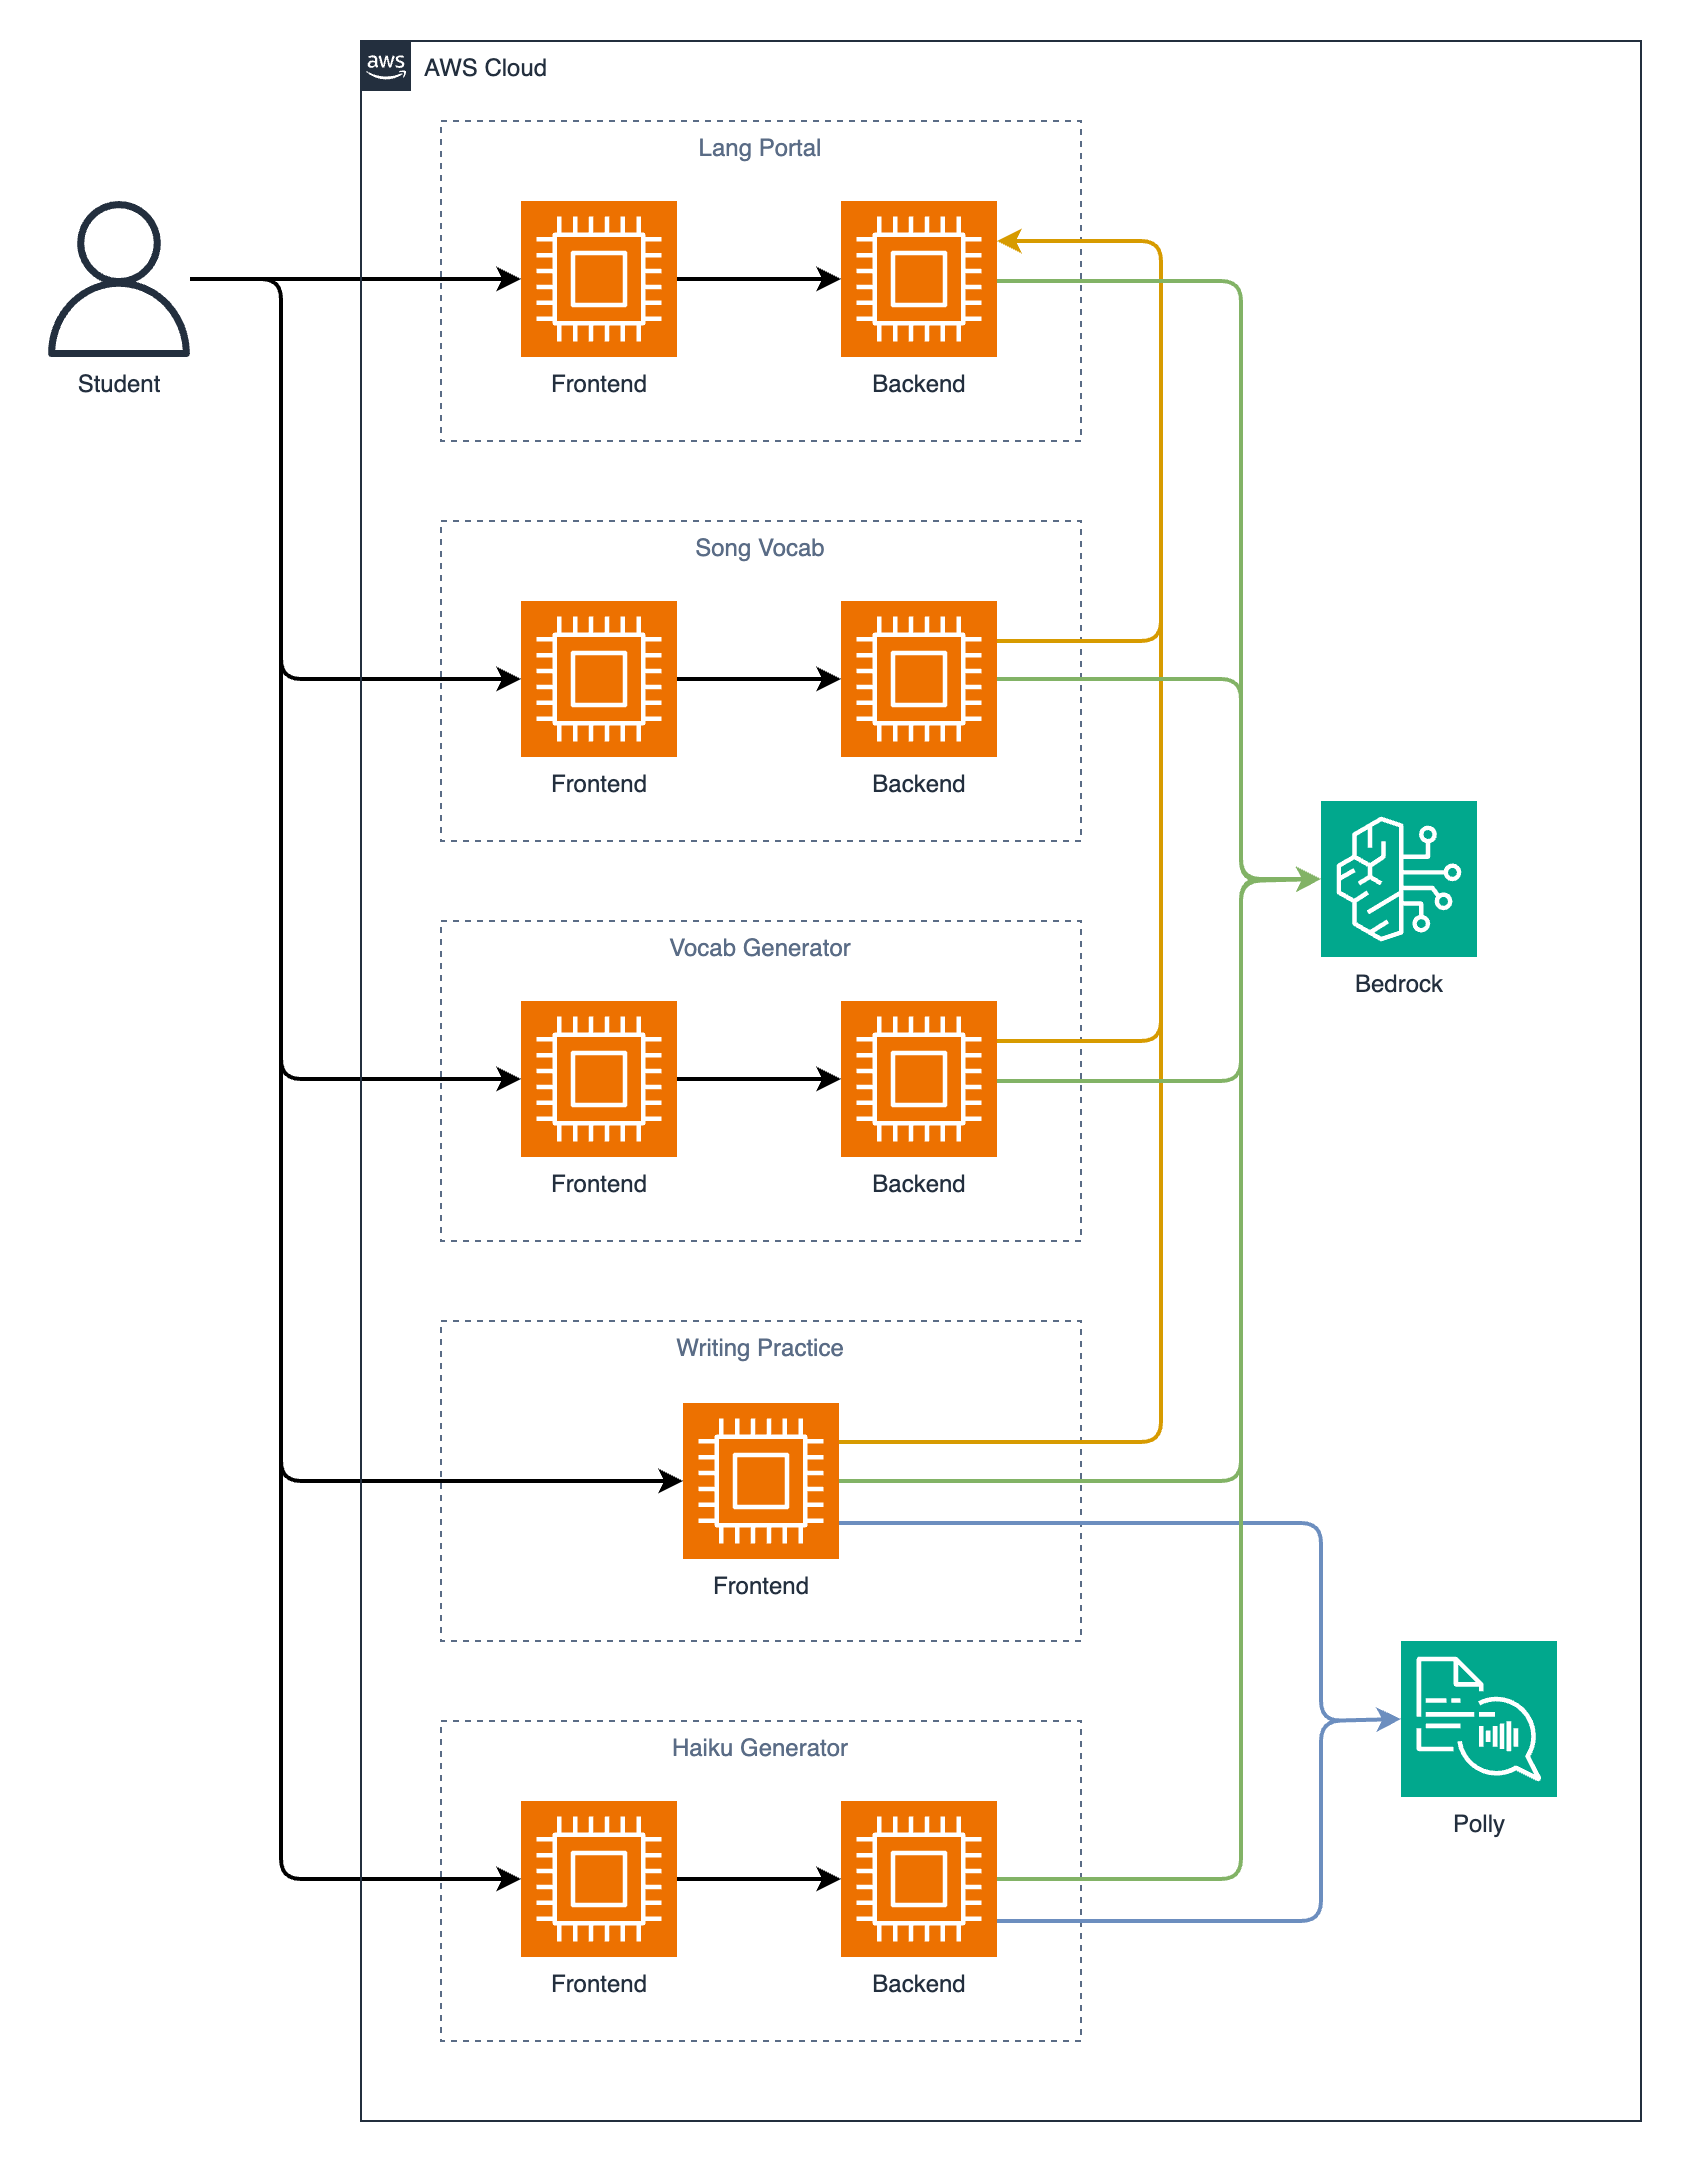 aws
AWS Cloud
Lang Portal
Student
Frontend
Backend
Song Vocab
Frontend
Backend
Vocab Generator
Bedrock
Frontend
Backend
Writing Practice
Frontend
Haiku Generator
Polly
Frontend
Backend